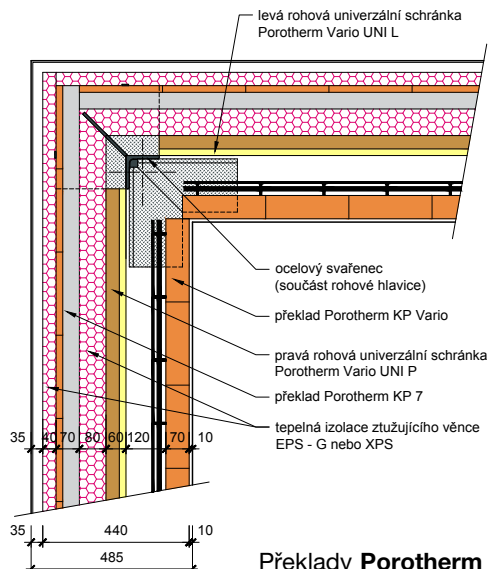 levá rohová univerzální schránka
Porotherm Vario UNI L
ocelový svařenec
(součást rohové hlavice)
překlad Porotherm KP Vario
pravá rohová univerzální schránka
Porotherm Vario UNI P
překlad Porotherm KP 7
tepelná izolace ztužujícího věnce
EPS - G nebo XPS
35 40 70 80 60 120 70 10
35 440 10
485
Překlady Porotherm